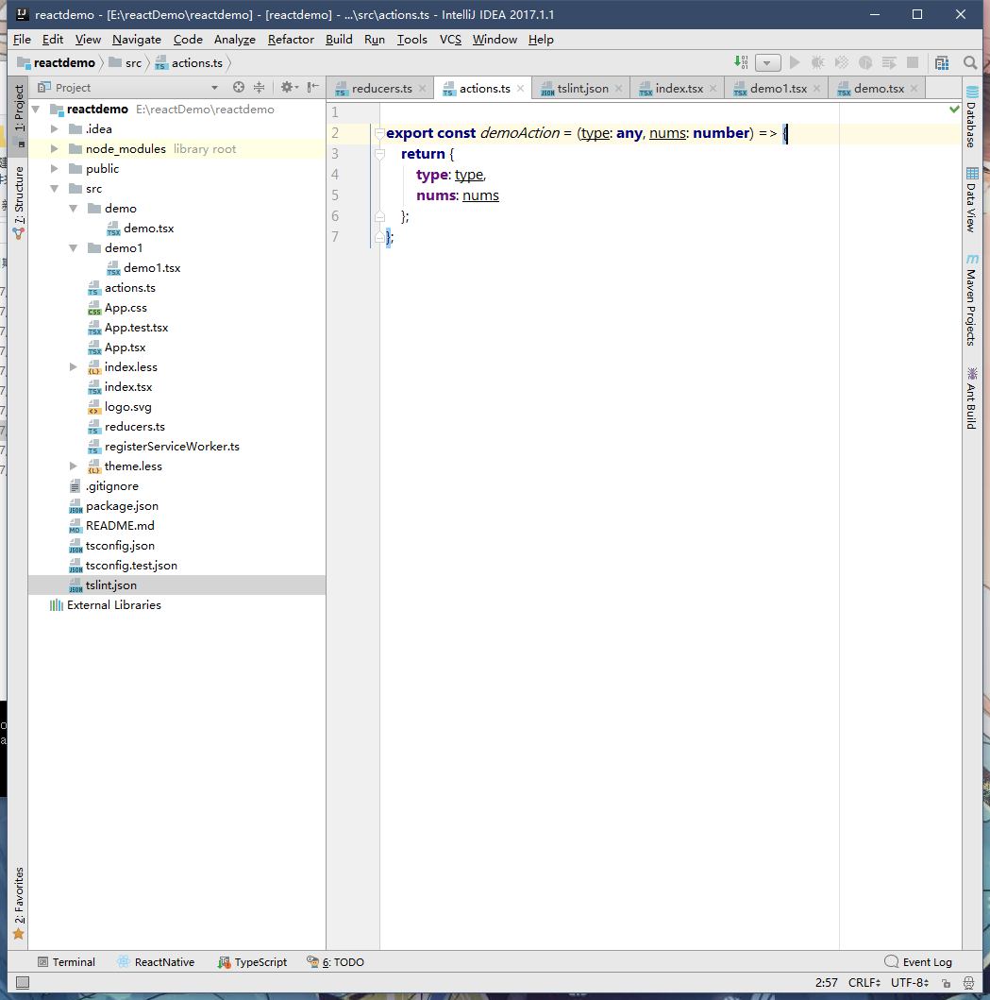 reactdemo - [E:\reactDemo\reactdemo] - [reactdemo] - ...\src\actions.ts - IntelliJ IDEA 2017.1.1
File Edit View Navigate Code Analyze Refactor Build Run Tools VCS Window Help
reactdemo src actions.ts
1: Project
7: Structure
2: Favorites
Project
reactdemo E:\reactDemo\reactdemo
.idea
node_modules library root
public
src
demo
demo.tsx
demo1
demo1.tsx
actions.ts
App.css
App.test.tsx
App.tsx
index.less
index.tsx
logo.svg
reducers.ts
registerServiceWorker.ts
theme.less
.gitignore
package.json
README.md
tsconfig.json
tsconfig.test.json
tslint.json
External Libraries
reducers.ts actions.ts tslint.json index.tsx demo1.tsx demo.tsx
1
2 export const demoAction = (type: any, nums: number) => {
3 return {
4 type: type,
5 nums: nums
6 };
7 };
Database
Data View
Maven Projects
Ant Build
Terminal ReactNative TypeScript 6: TODO Event Log
2:57 CRLF UTF-8